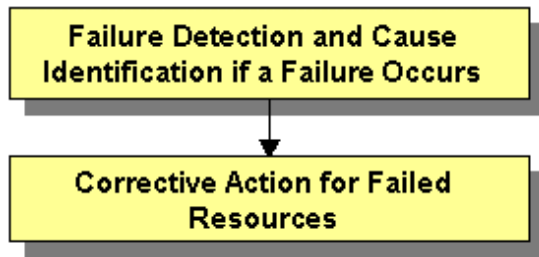 Failure Detection and Cause
Identification if a Failure Occurs
Corrective Action for Failed
Resources